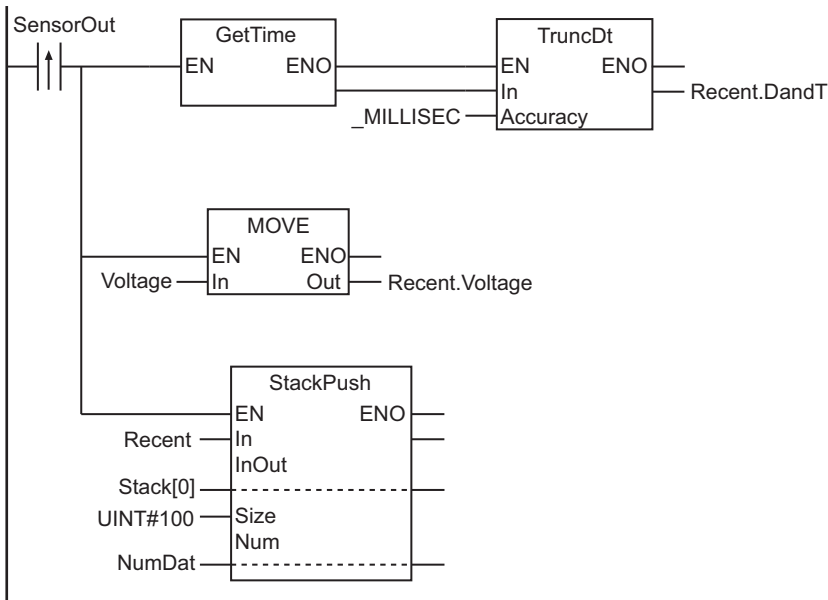 SensorOut
GetTime
TruncDt
EN ENO
EN ENO
In
Recent.DandT
_MILLISEC
Accuracy
MOVE
EN ENO
Voltage
In Out
Recent.Voltage
StackPush
EN ENO
Recent
In
InOut
Stack[0]
UINT#100
Size
Num
NumDat